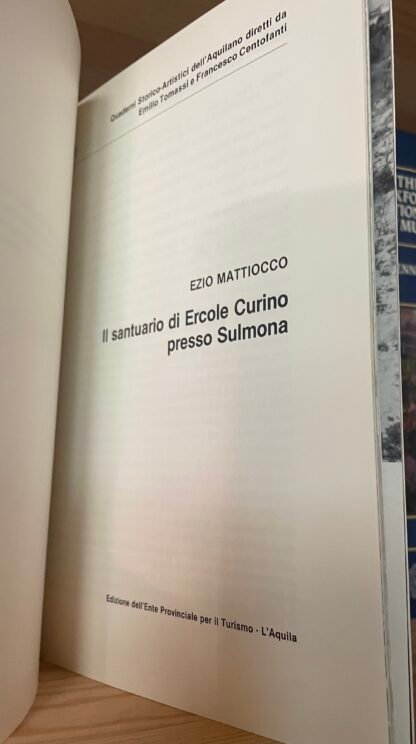 Quaderni Storico-Artistici dell'Aquilano diretti da
Emilio Tomassi e Francesco Centofanti
EZIO MATTIOCCO
Il santuario di Ercole Curino
presso Sulmona
Edizione dell'Ente Provinciale per il Turismo - L'Aquila